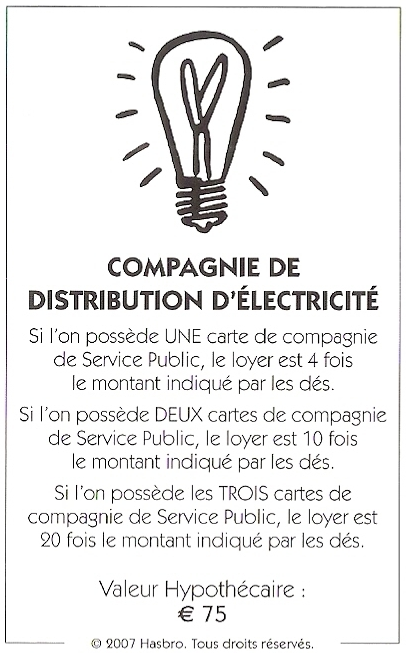 COMPAGNIE DE
DISTRIBUTION D'ÉLECTRICITÉ
Si l'on possède UNE carte de compagnie
de Service Public, le loyer est 4 fois
le montant indiqué par les dés.
Si l'on possède DEUX cartes de compagnie
de Service Public, le loyer est 10 fois
le montant indiqué par les dés.
Si l'on possède les TROIS cartes de
compagnie de Service Public, le loyer est
20 fois le montant indiqué par les dés.
Valeur Hypothécaire :
€ 75
© 2007 Hasbro. Tous droits réservés.